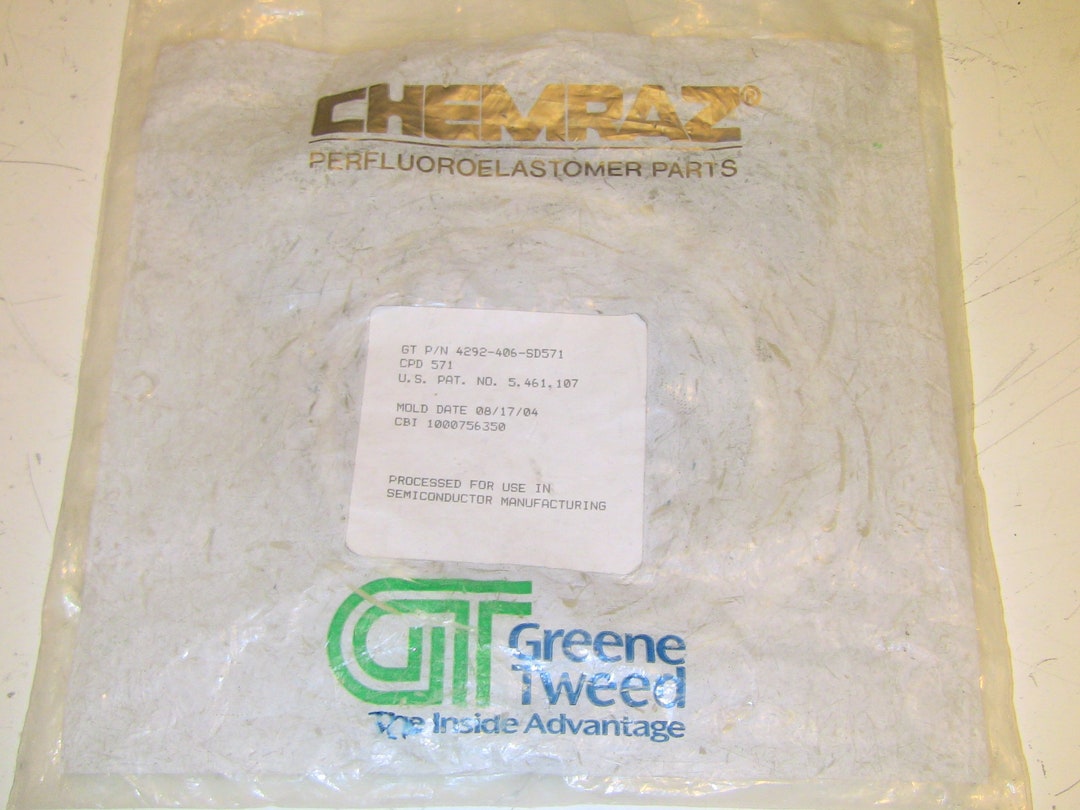 CHEMRAZ®
PERFLUOROELASTOMER PARTS
GT P/N 4292-406-SD571
CPD 571
U.S. PAT. NO. 5,461,107
MOLD DATE 08/17/04
CBI 1000756350
PROCESSED FOR USE IN
SEMICONDUCTOR MANUFACTURING
GT
Greene
Tweed
The Inside Advantage